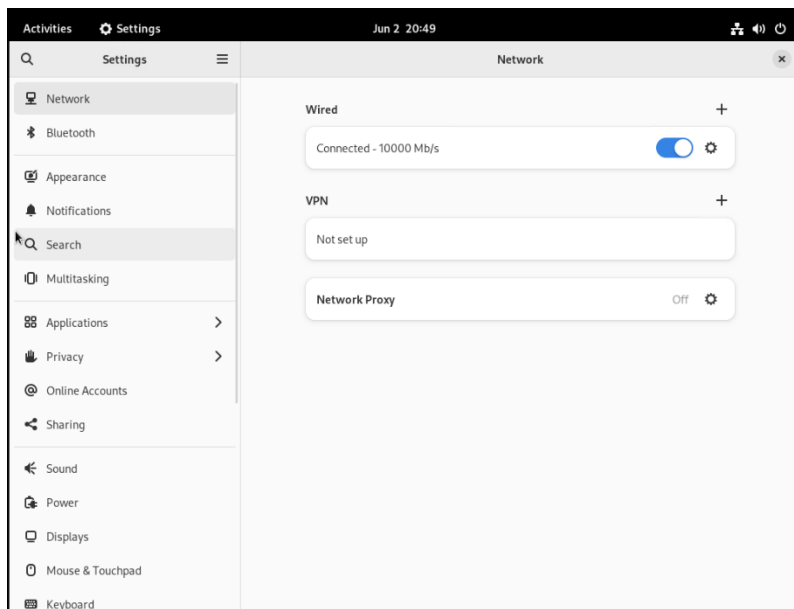 Activities Settings Jun 2 20:49
Settings Network
Network
Bluetooth
Appearance
Notifications
Search
Multitasking
Applications
Privacy
Online Accounts
Sharing
Sound
Power
Displays
Mouse & Touchpad
Keyboard
Wired
Connected - 10000 Mb/s
VPN
Not set up
Network Proxy Off